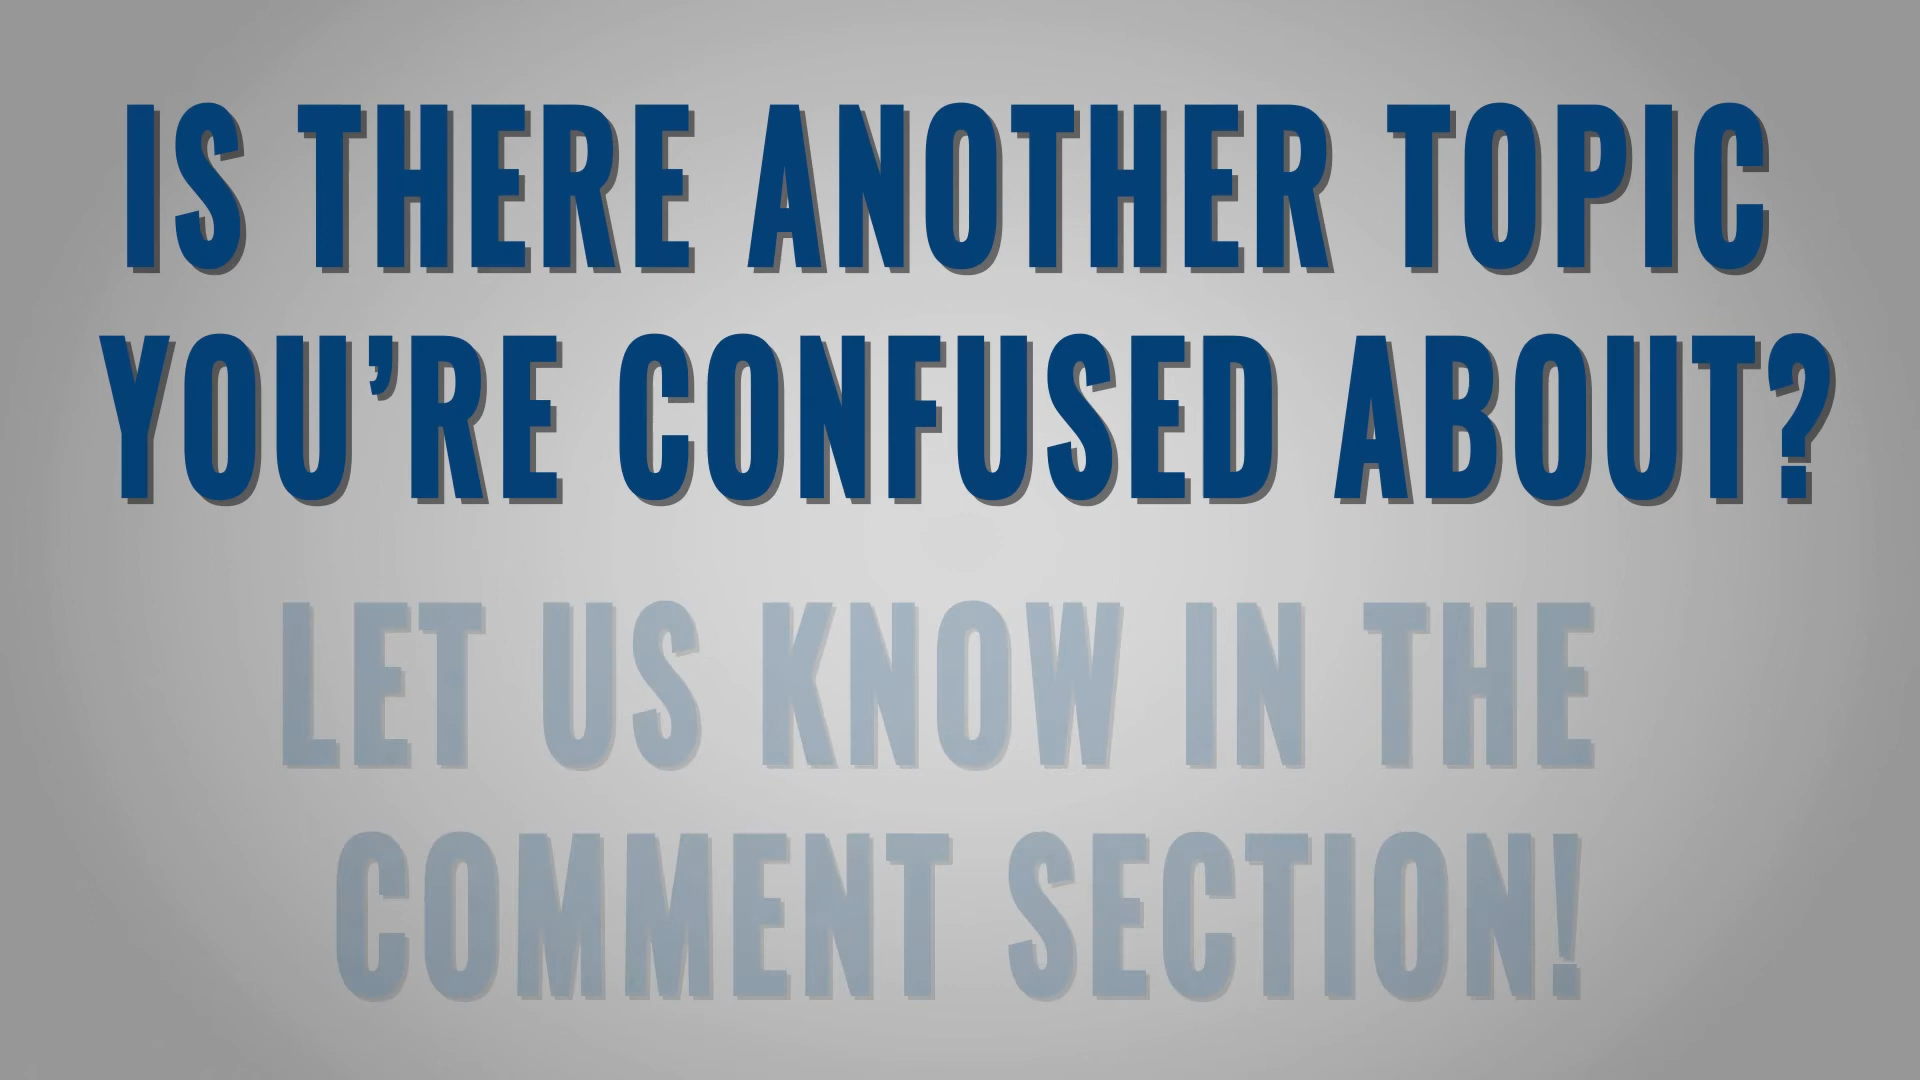 IS THERE ANOTHER TOPIC
YOU'RE CONFUSED ABOUT?
LET US KNOW IN THE
COMMENT SECTION!